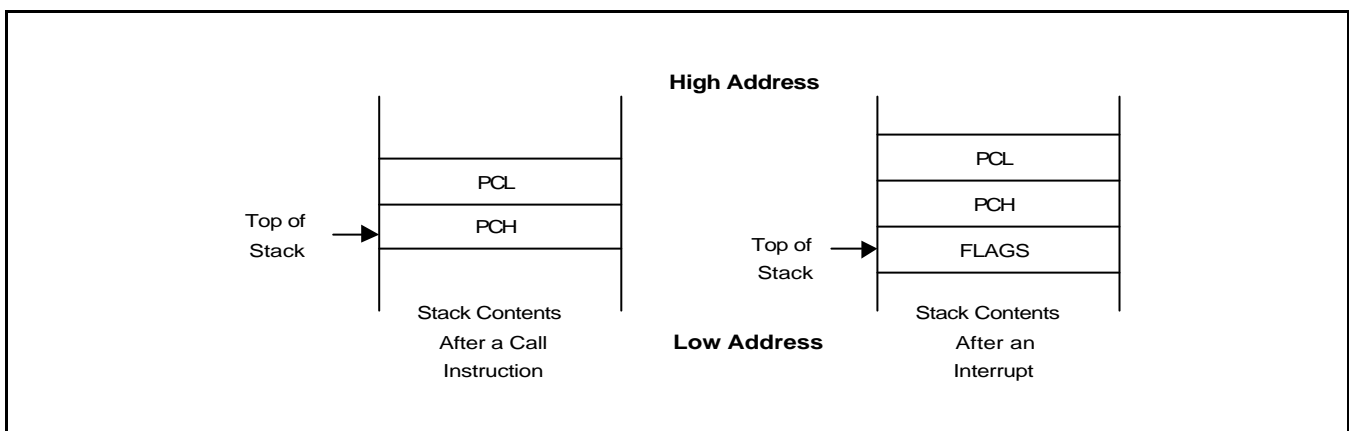 High Address
PCL
PCH
Top of
Stack
Stack Contents
After a Call
Instruction
PCL
PCH
FLAGS
Top of
Stack
Stack Contents
After an
Interrupt
Low Address